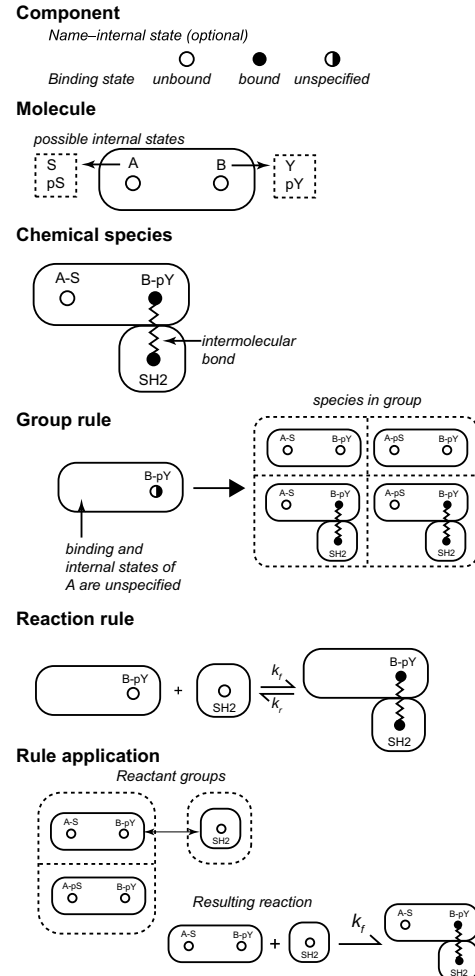 Component
Name–internal state (optional)
Binding state unbound bound unspecified
Molecule
possible internal states
S
pS
A
B
Y
pY
Chemical species
A-S
B-pY
intermolecular
bond
SH2
species in group
Group rule
B-pY
binding and
internal states of
A are unspecified
A-S
B-pY
A-pS
B-pY
A-S
B-pY
SH2
A-pS
B-pY
SH2
Reaction rule
B-pY
+
SH2
kf
kr
B-pY
SH2
Rule application
Reactant groups
A-S
B-pY
SH2
A-pS
B-pY
Resulting reaction
A-S
B-pY
+
SH2
kf
A-S
B-pY
SH2